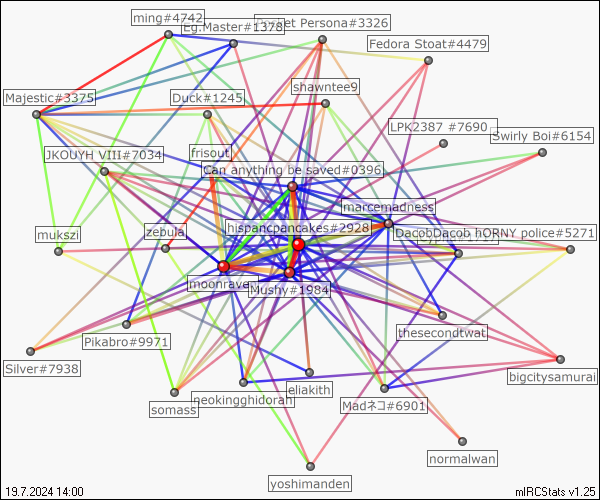 ming#4742
Eg.Master#1378
Persona#3326
Fedora Stoat#4479
shawntee9
Majestic#3375
Duck#1245
LPK2387 #7690
Swirly Boi#6154
JKOUYH VIII#7034
frisout
Can anything be saved#0396
marcemadness
mukszi
zebula
hispancpancakes#2928
DacobDacob hORNY police#5271
moonrave
Mushy#1984
thesecondtwat
Pikabro#9971
Silver#7938
bigcitysamurai
eliakith
neokingghidorah
somass
Madネコ#6901
normalwan
yoshimanden
19.7.2024 14:00
mIRCStats v1.25